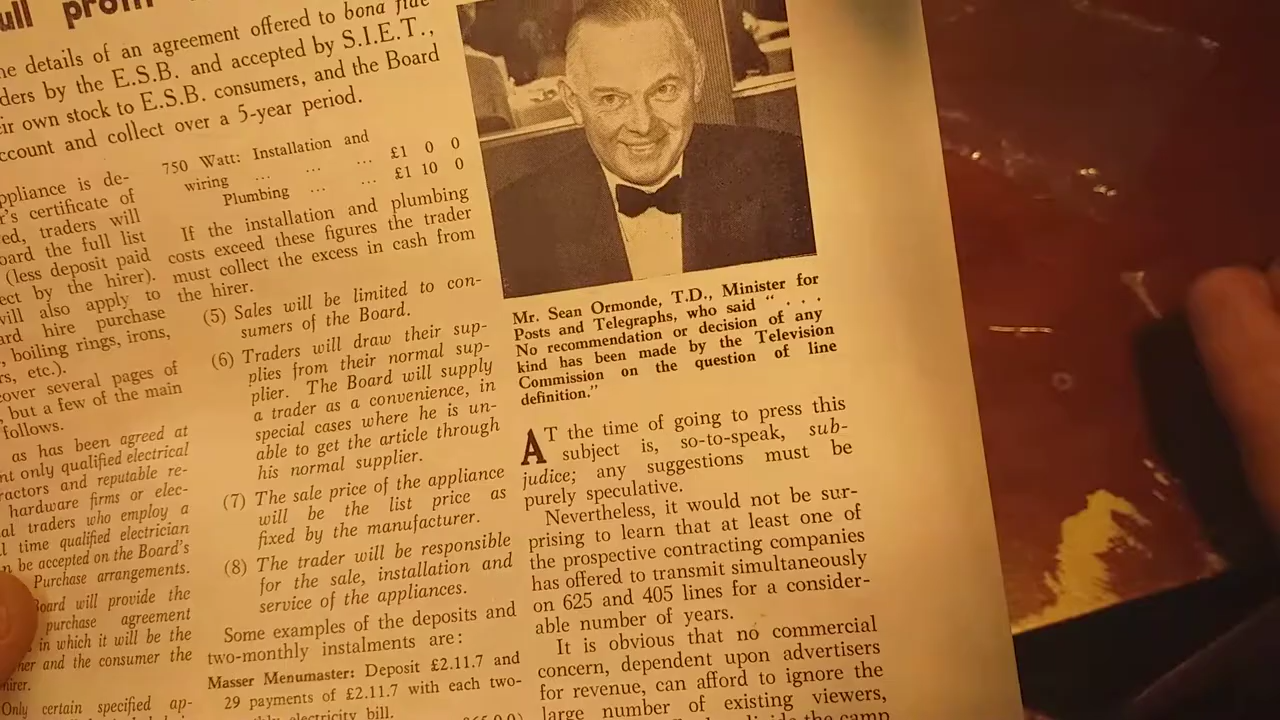 ull
he details of an agreement offered to bona fide
ders by the E.S.B. and accepted by S.I.E.T.,
eir own stock to E.S.B. consumers, and the Board
ccount and collect over a 5-year period.
ppliance is de-
r's certificate of
ed, traders will
oard the full list
(less deposit paid
ect by the hirer).
will also apply to
ard hire purchase
, boiling rings, irons,
rs, etc.).
cover several pages of
, but a few of the main
follows.
as has been agreed at
nt only qualified electrical
ractors and reputable re-
hardware firms or elec-
al traders who employ a
l time qualified electrician
n be accepted on the Board's
Purchase arrangements.
Board will provide the
purchase agreement
in which it will be the
ner and the consumer the
hirer.
Only certain specified ap-
750 Watt: Installation and
wiring ... ... ... £1 0 0
Plumbing ... ... £1 10 0
If the installation and plumbing
costs exceed these figures the trader
must collect the excess in cash from
the hirer.
(5) Sales will be limited to con-
sumers of the Board.
(6) Traders will draw their sup-
plies from their normal sup-
plier. The Board will supply
a trader as a convenience, in
special cases where he is un-
able to get the article through
his normal supplier.
(7) The sale price of the appliance
will be the list price as
fixed by the manufacturer.
(8) The trader will be responsible
for the sale, installation and
service of the appliances.
Some examples of the deposits and
two-monthly instalments are:
Masser Menumaster: Deposit £2.11.7 and
29 payments of £2.11.7 with each two-
electricity bill.
Mr. Sean Ormonde, T.D., Minister for
Posts and Telegraphs, who said " . . .
No recommendation or decision of any
kind has been made by the Television
Commission on the question of line
definition."
AT the time of going to press this
subject is, so-to-speak, sub-
judice; any suggestions must be
purely speculative.
Nevertheless, it would not be sur-
prising to learn that at least one of
the prospective contracting companies
has offered to transmit simultaneously
on 625 and 405 lines for a consider-
able number of years.
It is obvious that no commercial
concern, dependent upon advertisers
for revenue, can afford to ignore the
large number of existing viewers,
the camp